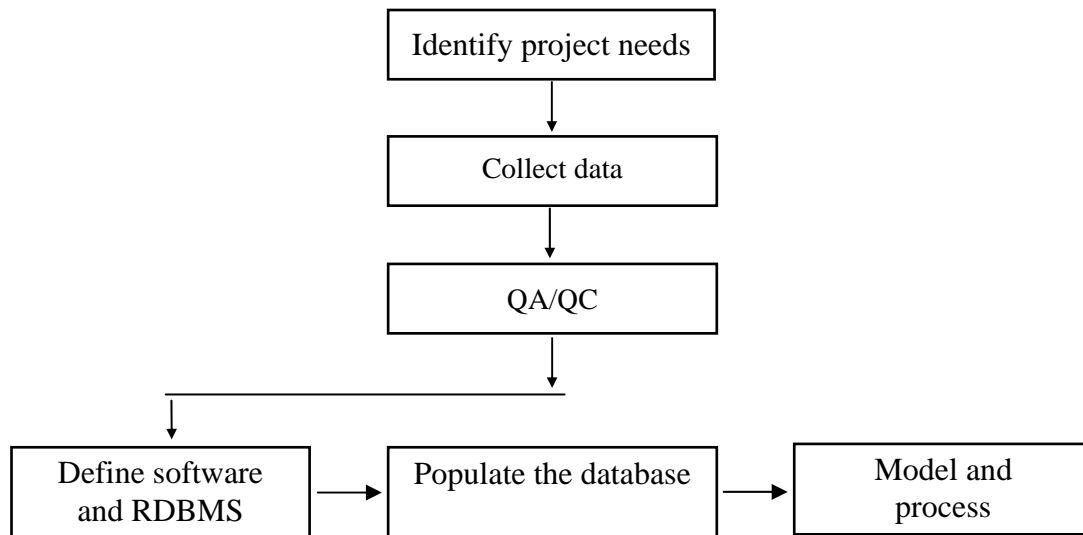 Identify project needs
Collect data
QA/QC
Define software
and RDBMS
Populate the database
Model and
process